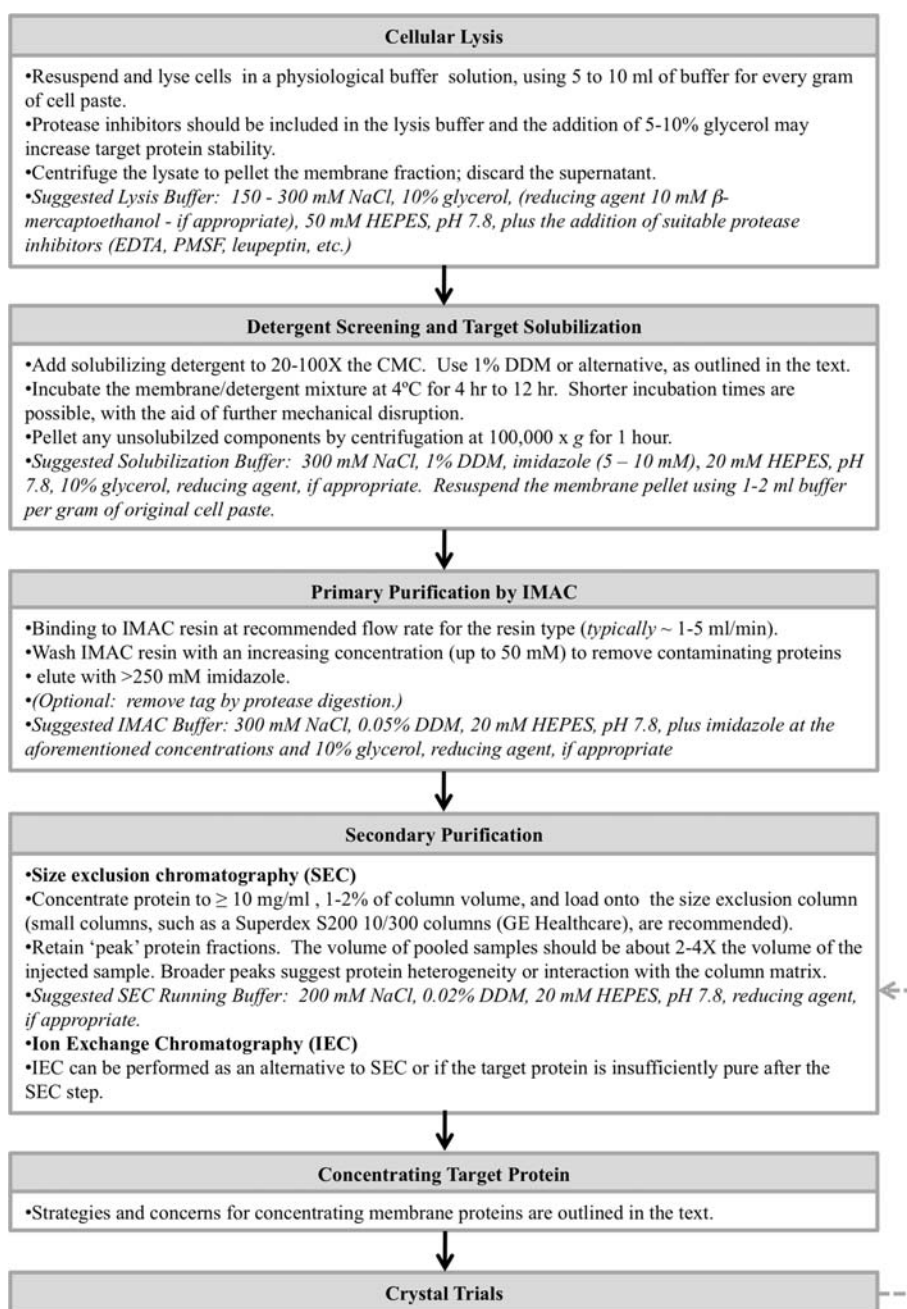 Cellular Lysis
•Resuspend and lyse cells in a physiological buffer solution, using 5 to 10 ml of buffer for every gram
of cell paste.
•Protease inhibitors should be included in the lysis buffer and the addition of 5-10% glycerol may
increase target protein stability.
•Centrifuge the lysate to pellet the membrane fraction; discard the supernatant.
•Suggested Lysis Buffer: 150 - 300 mM NaCl, 10% glycerol, (reducing agent 10 mM β-
mercaptoethanol - if appropriate), 50 mM HEPES, pH 7.8, plus the addition of suitable protease
inhibitors (EDTA, PMSF, leupeptin, etc.)
Detergent Screening and Target Solubilization
•Add solubilizing detergent to 20-100X the CMC. Use 1% DDM or alternative, as outlined in the text.
•Incubate the membrane/detergent mixture at 4ºC for 4 hr to 12 hr. Shorter incubation times are
possible, with the aid of further mechanical disruption.
•Pellet any unsolubilzed components by centrifugation at 100,000 x g for 1 hour.
•Suggested Solubilization Buffer: 300 mM NaCl, 1% DDM, imidazole (5 – 10 mM), 20 mM HEPES, pH
7.8, 10% glycerol, reducing agent, if appropriate. Resuspend the membrane pellet using 1-2 ml buffer
per gram of original cell paste.
Primary Purification by IMAC
•Binding to IMAC resin at recommended flow rate for the resin type (typically ~ 1-5 ml/min).
•Wash IMAC resin with an increasing concentration (up to 50 mM) to remove contaminating proteins
• elute with >250 mM imidazole.
•(Optional: remove tag by protease digestion.)
•Suggested IMAC Buffer: 300 mM NaCl, 0.05% DDM, 20 mM HEPES, pH 7.8, plus imidazole at the
aforementioned concentrations and 10% glycerol, reducing agent, if appropriate
Secondary Purification
•Size exclusion chromatography (SEC)
•Concentrate protein to ≥ 10 mg/ml , 1-2% of column volume, and load onto the size exclusion column
(small columns, such as a Superdex S200 10/300 columns (GE Healthcare), are recommended).
•Retain ‘peak’ protein fractions. The volume of pooled samples should be about 2-4X the volume of the
injected sample. Broader peaks suggest protein heterogeneity or interaction with the column matrix.
•Suggested SEC Running Buffer: 200 mM NaCl, 0.02% DDM, 20 mM HEPES, pH 7.8, reducing agent,
if appropriate.
•Ion Exchange Chromatography (IEC)
•IEC can be performed as an alternative to SEC or if the target protein is insufficiently pure after the
SEC step.
Concentrating Target Protein
•Strategies and concerns for concentrating membrane proteins are outlined in the text.
Crystal Trials